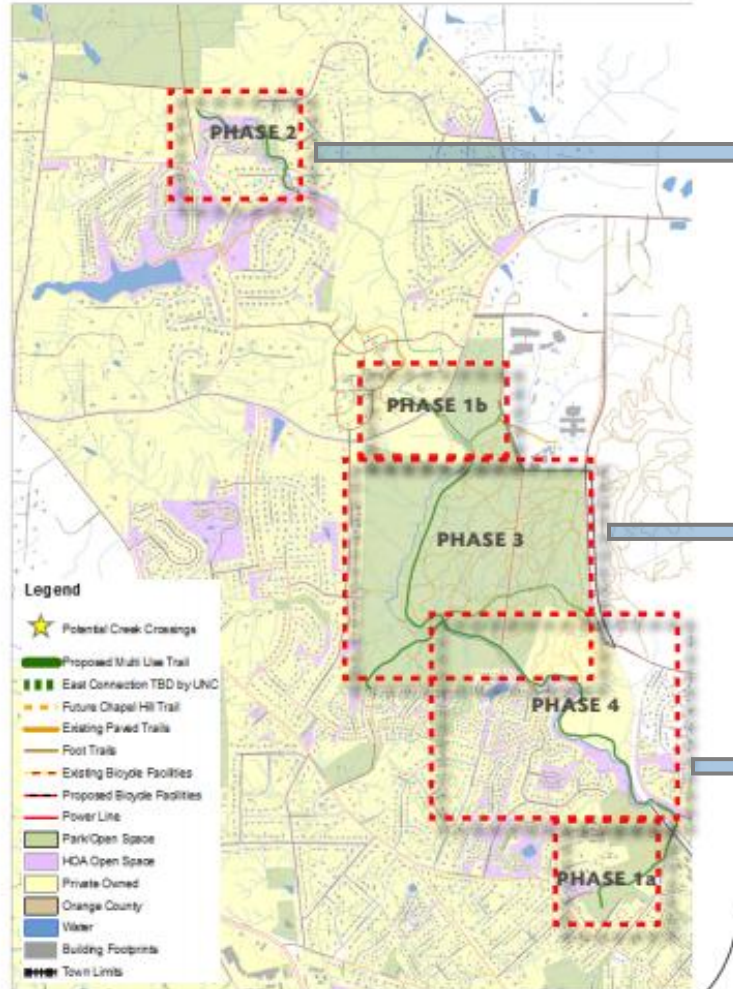 PHASE 2
PHASE 1b
PHASE 3
PHASE 4
PHASE 1a
Legend
Potential Creek Crossings
Proposed Multi Use Trail
East Connection TBD by UNC
Future Chapel Hill Trail
Existing Paved Trails
Foot Trails
Existing Bicycle Facilities
Proposed Bicycle Facilities
Power Line
Park/Open Space
HOA Open Space
Private Owned
Orange County
Water
Building Footprints
Town Limits